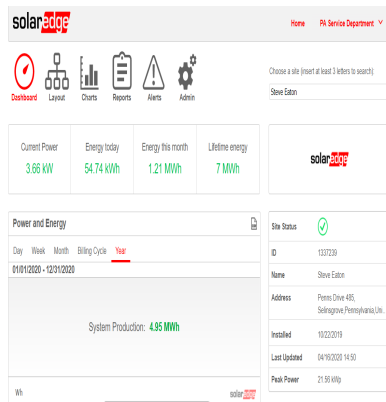 solaredge
Home PA Service Department
Dashboard Layout Charts Reports Alerts Admin
Choose a site (insert at least 3 letters to search):
Steve Eaton
Current Power Energy today Energy this month Lifetime energy
3.66 kW 54.74 kWh 1.21 MWh 7 MWh
solaredge
Power and Energy
Day Week Month Billing Cycle Year
01/01/2020 - 12/31/2020
System Production: 4.95 MWh
Wh
solaredge
Site Status
ID 1337239
Name Steve Eaton
Address Penns Drive 485,
Selinsgrove,Pennsylvania,Uni..
Installed 10/22/2019
Last Updated 04/16/2020 14:50
Peak Power 21.56 kWp